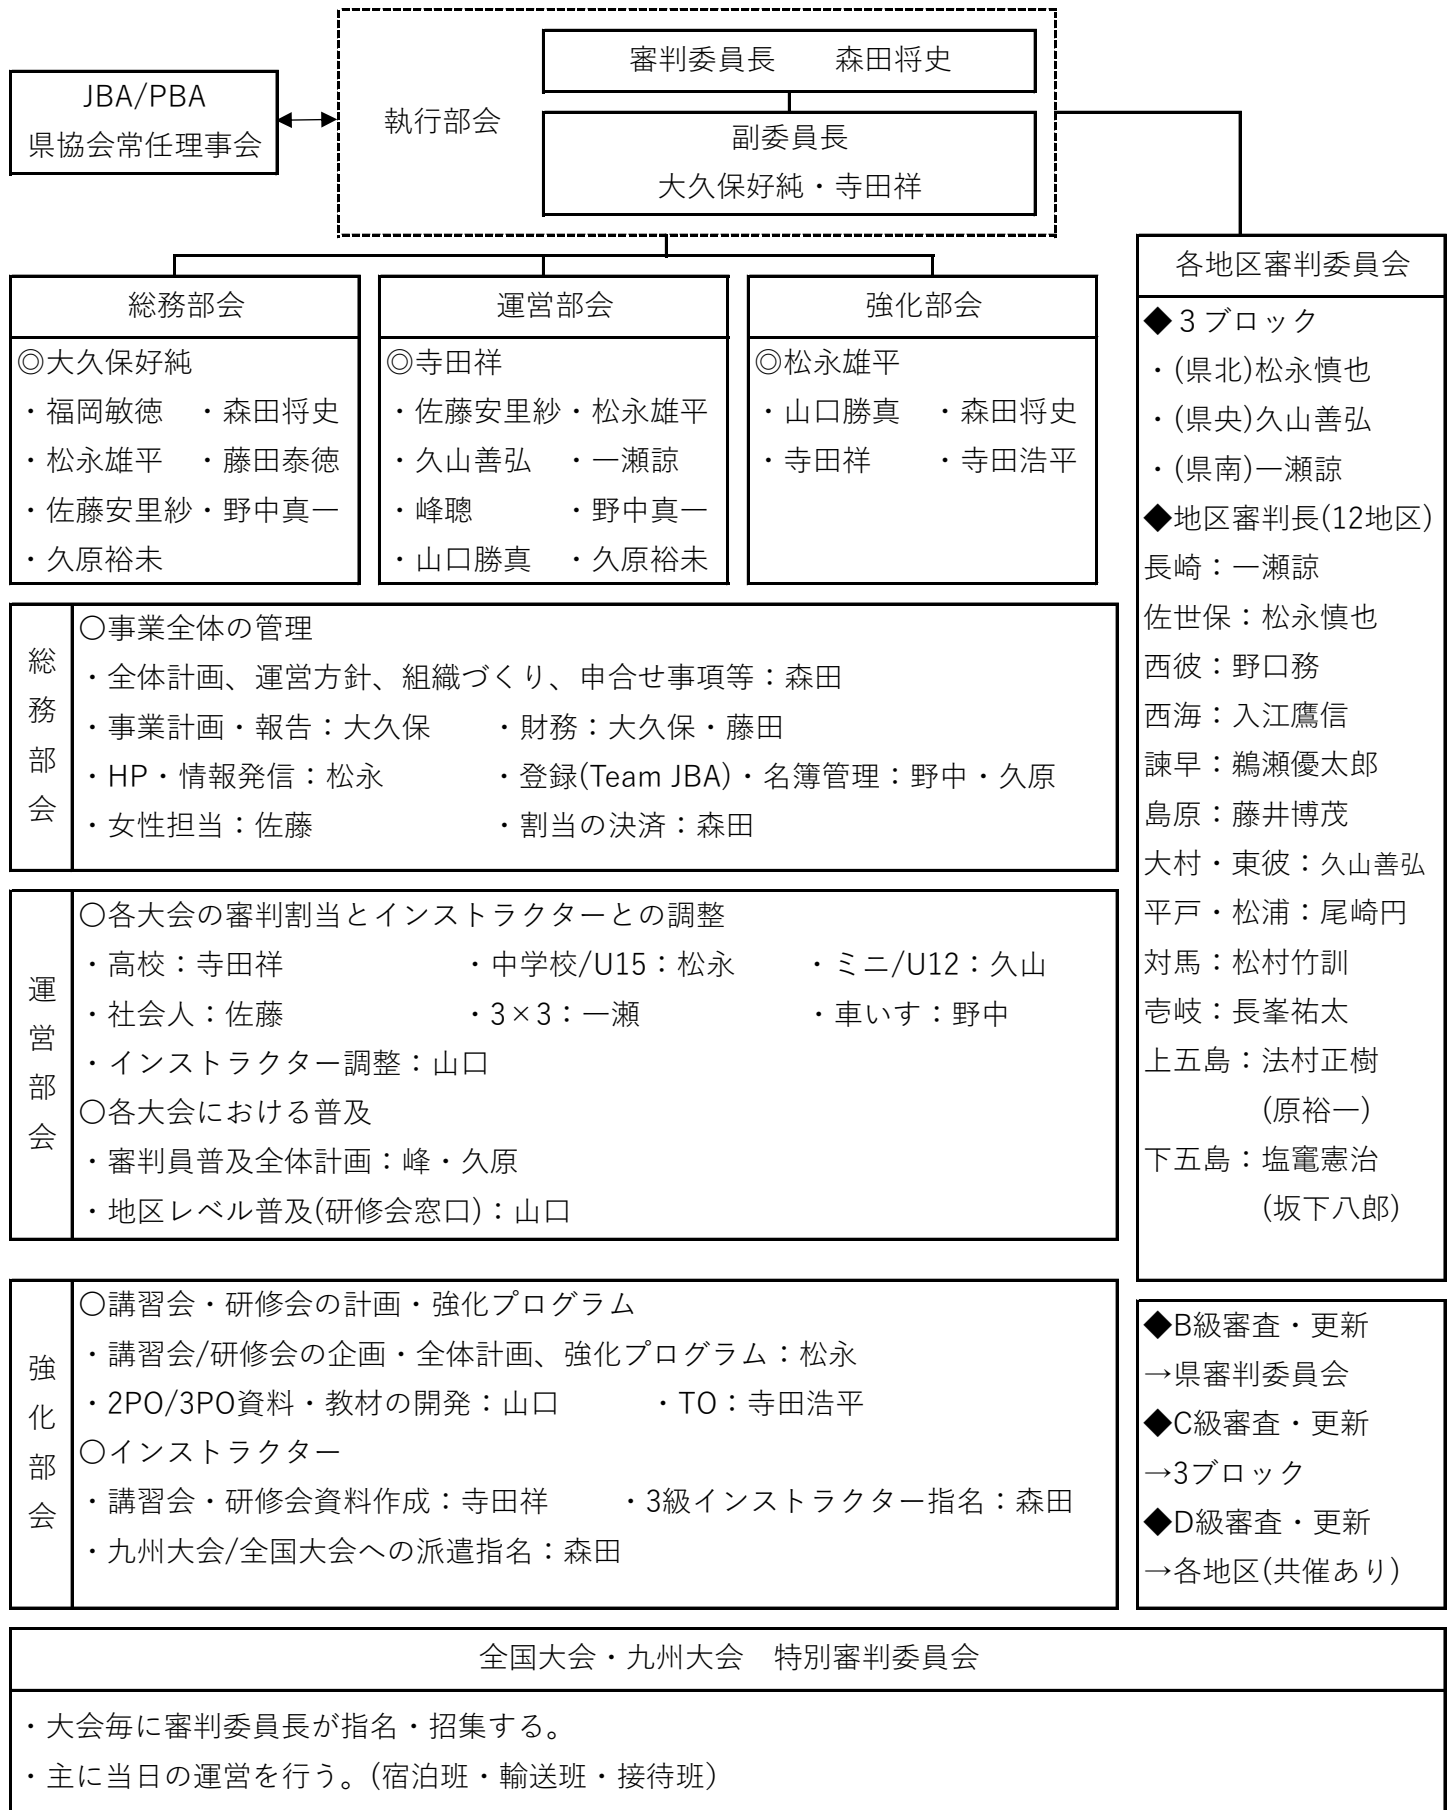 審判委員長　　森田将史
JBA/PBA
県協会常任理事会
執行部会
副委員長
大久保好純・寺田祥
総務部会
◎大久保好純
・福岡敏徳　・森田将史
・松永雄平　・藤田泰徳
・佐藤安里紗・野中真一
・久原裕未
運営部会
◎寺田祥
・佐藤安里紗・松永雄平
・久山善弘　・一瀬諒
・峰聰　　　・野中真一
・山口勝真　・久原裕未
強化部会
◎松永雄平
・山口勝真　・森田将史
・寺田祥　　・寺田浩平
各地区審判委員会
◆３ブロック
・(県北)松永慎也
・(県央)久山善弘
・(県南)一瀬諒
◆地区審判長(12地区)
長崎：一瀬諒
佐世保：松永慎也
西彼：野口務
西海：入江鷹信
諫早：鵜瀬優太郎
島原：藤井博茂
大村・東彼：久山善弘
平戸・松浦：尾崎円
対馬：松村竹訓
壱岐：長峯祐太
上五島：法村正樹
(原裕一)
下五島：塩竃憲治
(坂下八郎)
総務部会
〇事業全体の管理
・全体計画、運営方針、組織づくり、申合せ事項等：森田
・事業計画・報告：大久保　　・財務：大久保・藤田
・HP・情報発信：松永　　　　・登録(Team JBA)・名簿管理：野中・久原
・女性担当：佐藤　　　　　　・割当の決済：森田
運営部会
〇各大会の審判割当とインストラクターとの調整
・高校：寺田祥　　　　　　・中学校/U15：松永　　・ミニ/U12：久山
・社会人：佐藤　　　　　　・3×3：一瀬　　　　　・車いす：野中
・インストラクター調整：山口
〇各大会における普及
・審判員普及全体計画：峰・久原
・地区レベル普及(研修会窓口)：山口
強化部会
〇講習会・研修会の計画・強化プログラム
・講習会/研修会の企画・全体計画、強化プログラム：松永
・2PO/3PO資料・教材の開発：山口　　　・TO：寺田浩平
〇インストラクター
・講習会・研修会資料作成：寺田祥　　・3級インストラクター指名：森田
・九州大会/全国大会への派遣指名：森田
◆B級審査・更新
→県審判委員会
◆C級審査・更新
→3ブロック
◆D級審査・更新
→各地区(共催あり)
全国大会・九州大会　特別審判委員会
・大会毎に審判委員長が指名・招集する。
・主に当日の運営を行う。(宿泊班・輸送班・接待班)